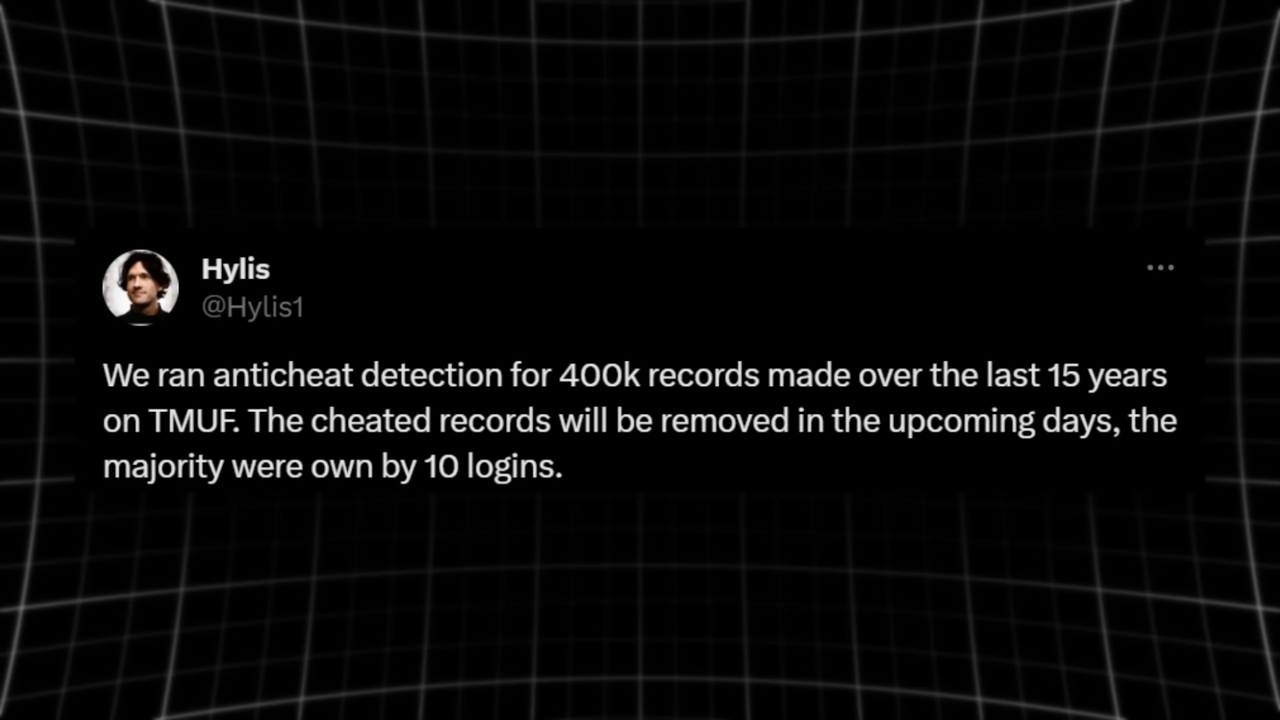 Hylis
@Hylis1
We ran anticheat detection for 400k records made over the last 15 years
on TMUF. The cheated records will be removed in the upcoming days, the
majority were own by 10 logins.